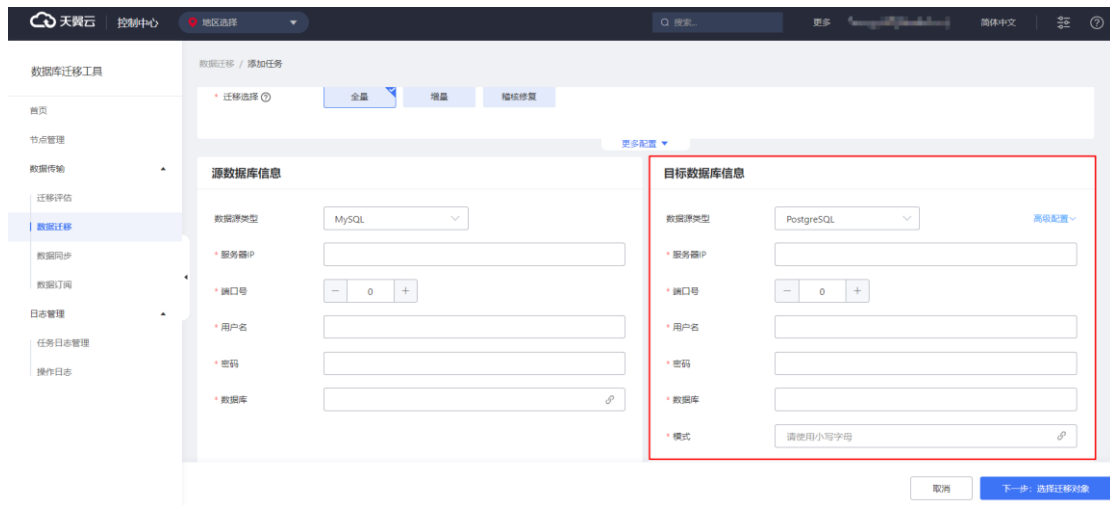 天翼云 控制中心 地区选择 搜索... 更多 简体中文
数据库迁移工具
首页
节点管理
数据传输
迁移评估
数据迁移
数据同步
数据订阅
日志管理
任务日志管理
操作日志
数据迁移 / 添加任务
* 迁移选择 全量 增量 稽核修复
更多配置
源数据库信息
数据源类型 MySQL
* 服务器IP
* 端口号 − 0 +
* 用户名
* 密码
* 数据库
目标数据库信息
数据源类型 PostgreSQL 高级配置
* 服务器IP
* 端口号 − 0 +
* 用户名
* 密码
* 数据库
* 模式 请使用小写字母
取消 下一步：选择迁移对象